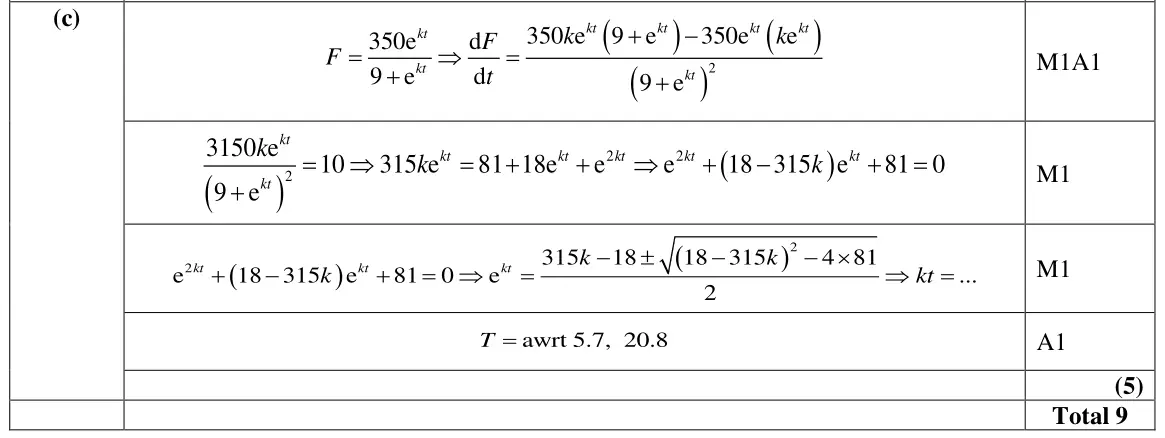 (c)
F = 350e^{kt} / (9 + e^{kt}) ⇒ dF/dt = (350ke^{kt}(9 + e^{kt}) − 350e^{kt}(ke^{kt})) / (9 + e^{kt})^2 M1A1
3150ke^{kt} / (9 + e^{kt})^2 = 10 ⇒ 315ke^{kt} = 81 + 18e^{kt} + e^{2kt} ⇒ e^{2kt} + (18 − 315k)e^{kt} + 81 = 0 M1
e^{2kt} + (18 − 315k)e^{kt} + 81 = 0 ⇒ e^{kt} = (315k − 18 ± √((18 − 315k)^2 − 4 × 81)) / 2 ⇒ kt = ... M1
T = awrt 5.7, 20.8 A1
(5)
Total 9